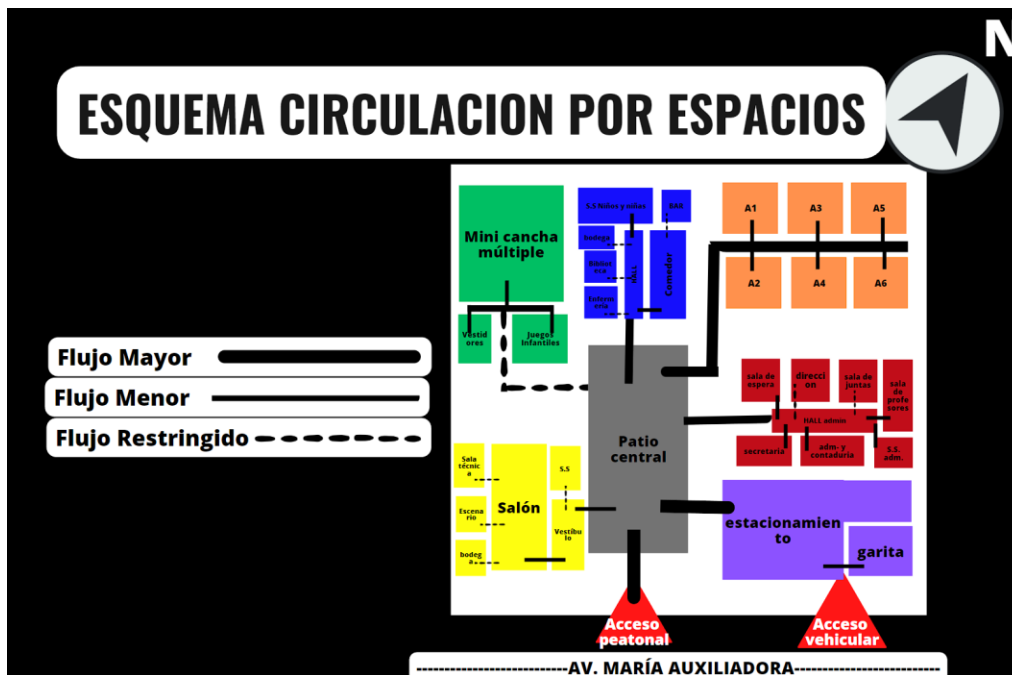 N
ESQUEMA CIRCULACION POR ESPACIOS
Flujo Mayor
Flujo Menor
Flujo Restringido
Mini cancha
múltiple
Vestid
ores
Juegos
Infantiles
S.S Niños y niñas
BAR
bodega
Bibliot
eca
Enferm
ería
HALL
Comedor
A1
A3
A5
A2
A4
A6
Patio
central
sala de
espera
direcci
on
sala de
juntas
sala
de
profe
sores
HALL admin
secretaria
adm- y
contaduria
S.S.
adm.
Sala
técnic
a
Escena
rio
bodeg
a
Salón
S.S
Vestíbu
lo
estacionamien
to
garita
Acceso
peatonal
Acceso
vehicular
AV. MARÍA AUXILIADORA